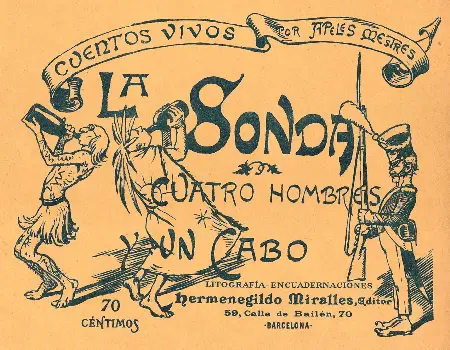 CUENTOS VIVOS POR APELES MESTRES
LA SONDA
CUATRO HOMBRES
Y UN CABO
LITOGRAFÍA-ENCUADERNACIONES
Hermenegildo Miralles, Editor
59, Calle de Bailén, 70
-BARCELONA-
70
CÉNTIMOS